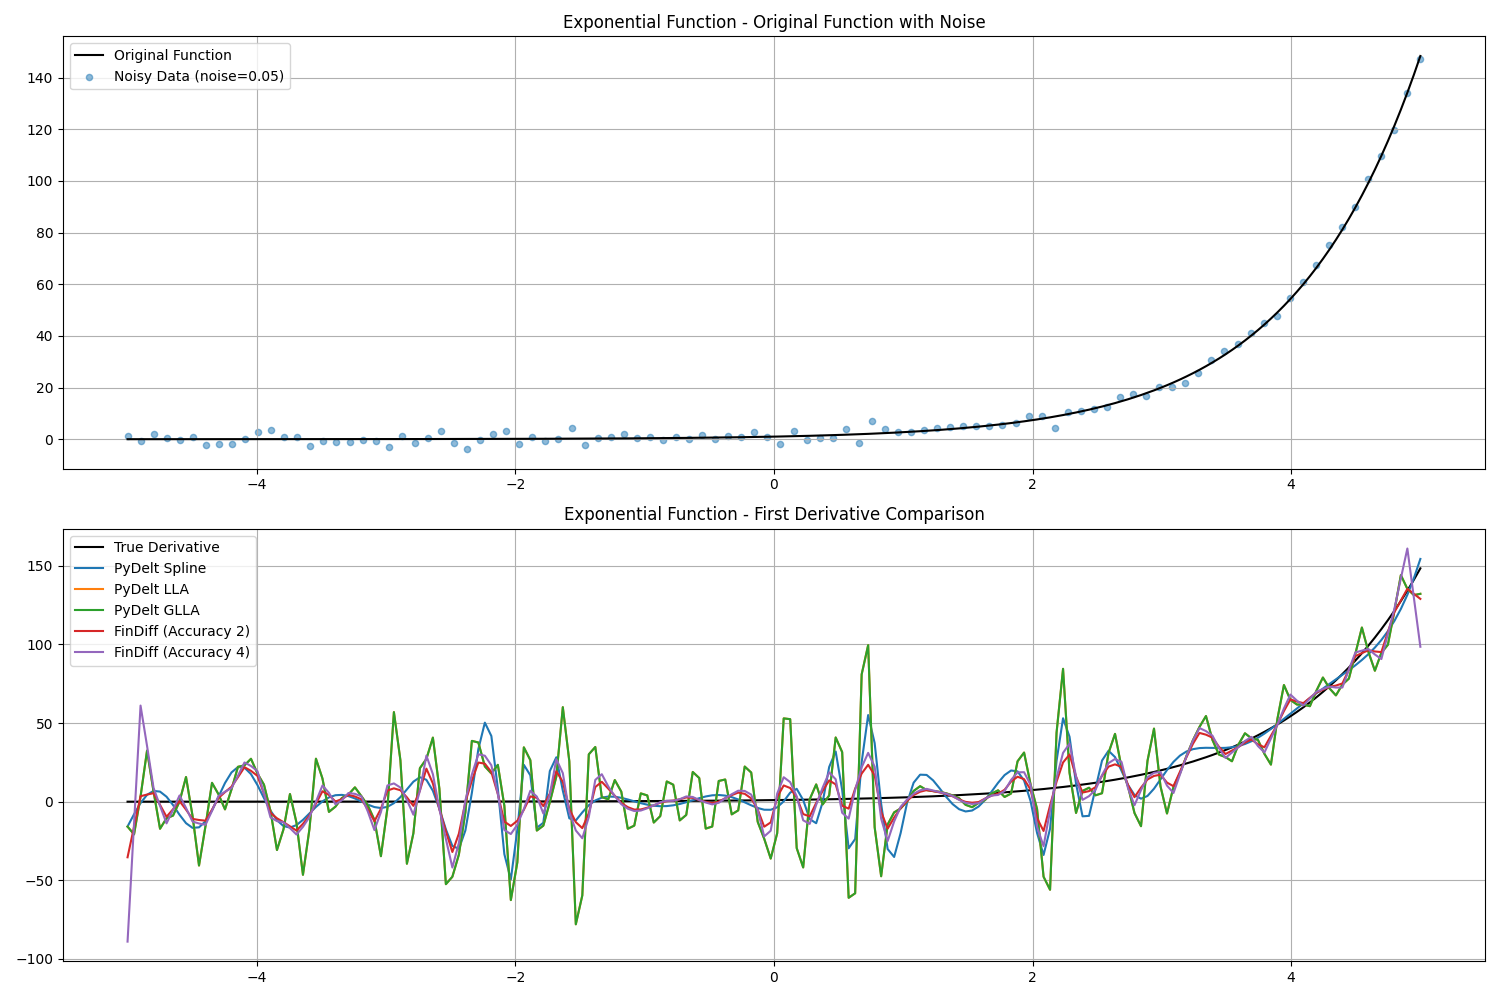 Exponential Function - Original Function with Noise
Original Function
Noisy Data (noise=0.05)
140
120
100
80
60
40
20
0
−4
−2
0
2
4
Exponential Function - First Derivative Comparison
True Derivative
PyDelt Spline
PyDelt LLA
PyDelt GLLA
FinDiff (Accuracy 2)
FinDiff (Accuracy 4)
150
100
50
0
−50
−100
−4
−2
0
2
4